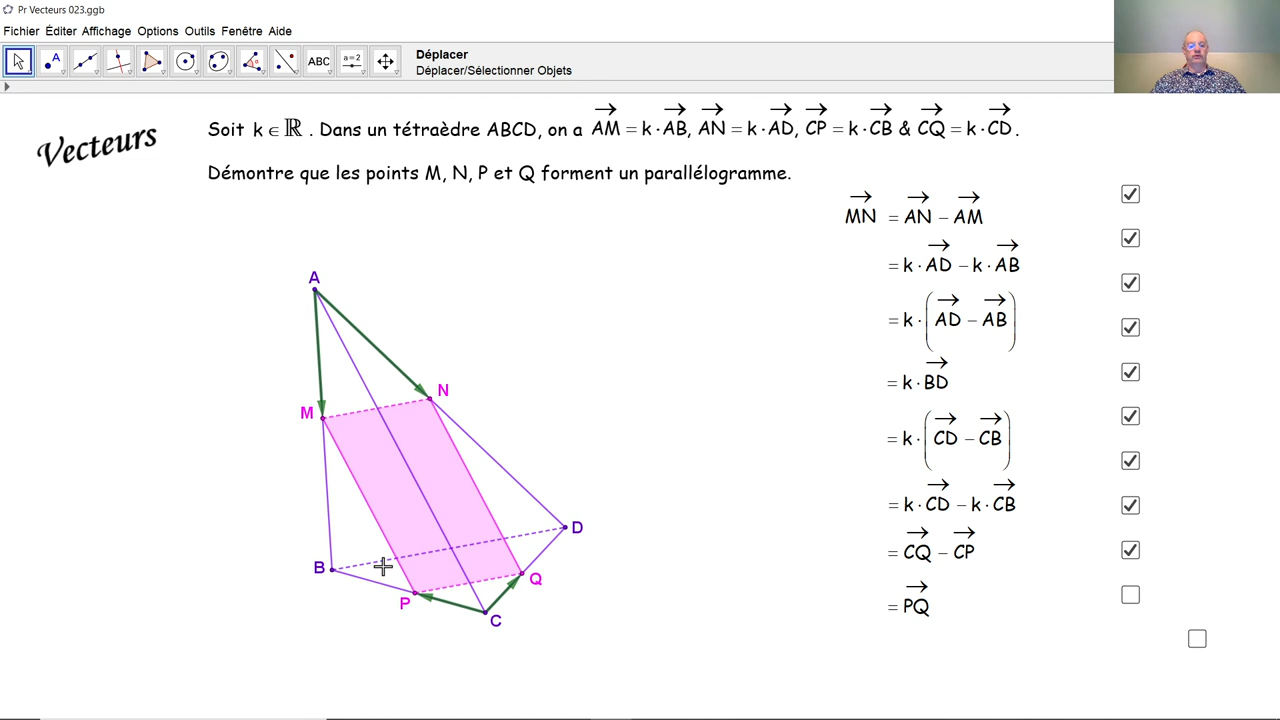 Pr Vecteurs 023.ggb
Fichier Éditer Affichage Options Outils Fenêtre Aide
A ABC a=2
Déplacer
Déplacer/Sélectionner Objets
Vecteurs
Soit k ∈ ℝ . Dans un tétraèdre ABCD, on a AM→ = k · AB→, AN→ = k · AD→, CP→ = k · CB→ & CQ→ = k · CD→.
Démontre que les points M, N, P et Q forment un parallélogramme.
MN→ = AN→ − AM→
= k · AD→ − k · AB→
= k · (AD→ − AB→)
= k · BD→
= k · (CD→ − CB→)
= k · CD→ − k · CB→
= CQ→ − CP→
= PQ→
A
N
M
D
B
Q
P
C